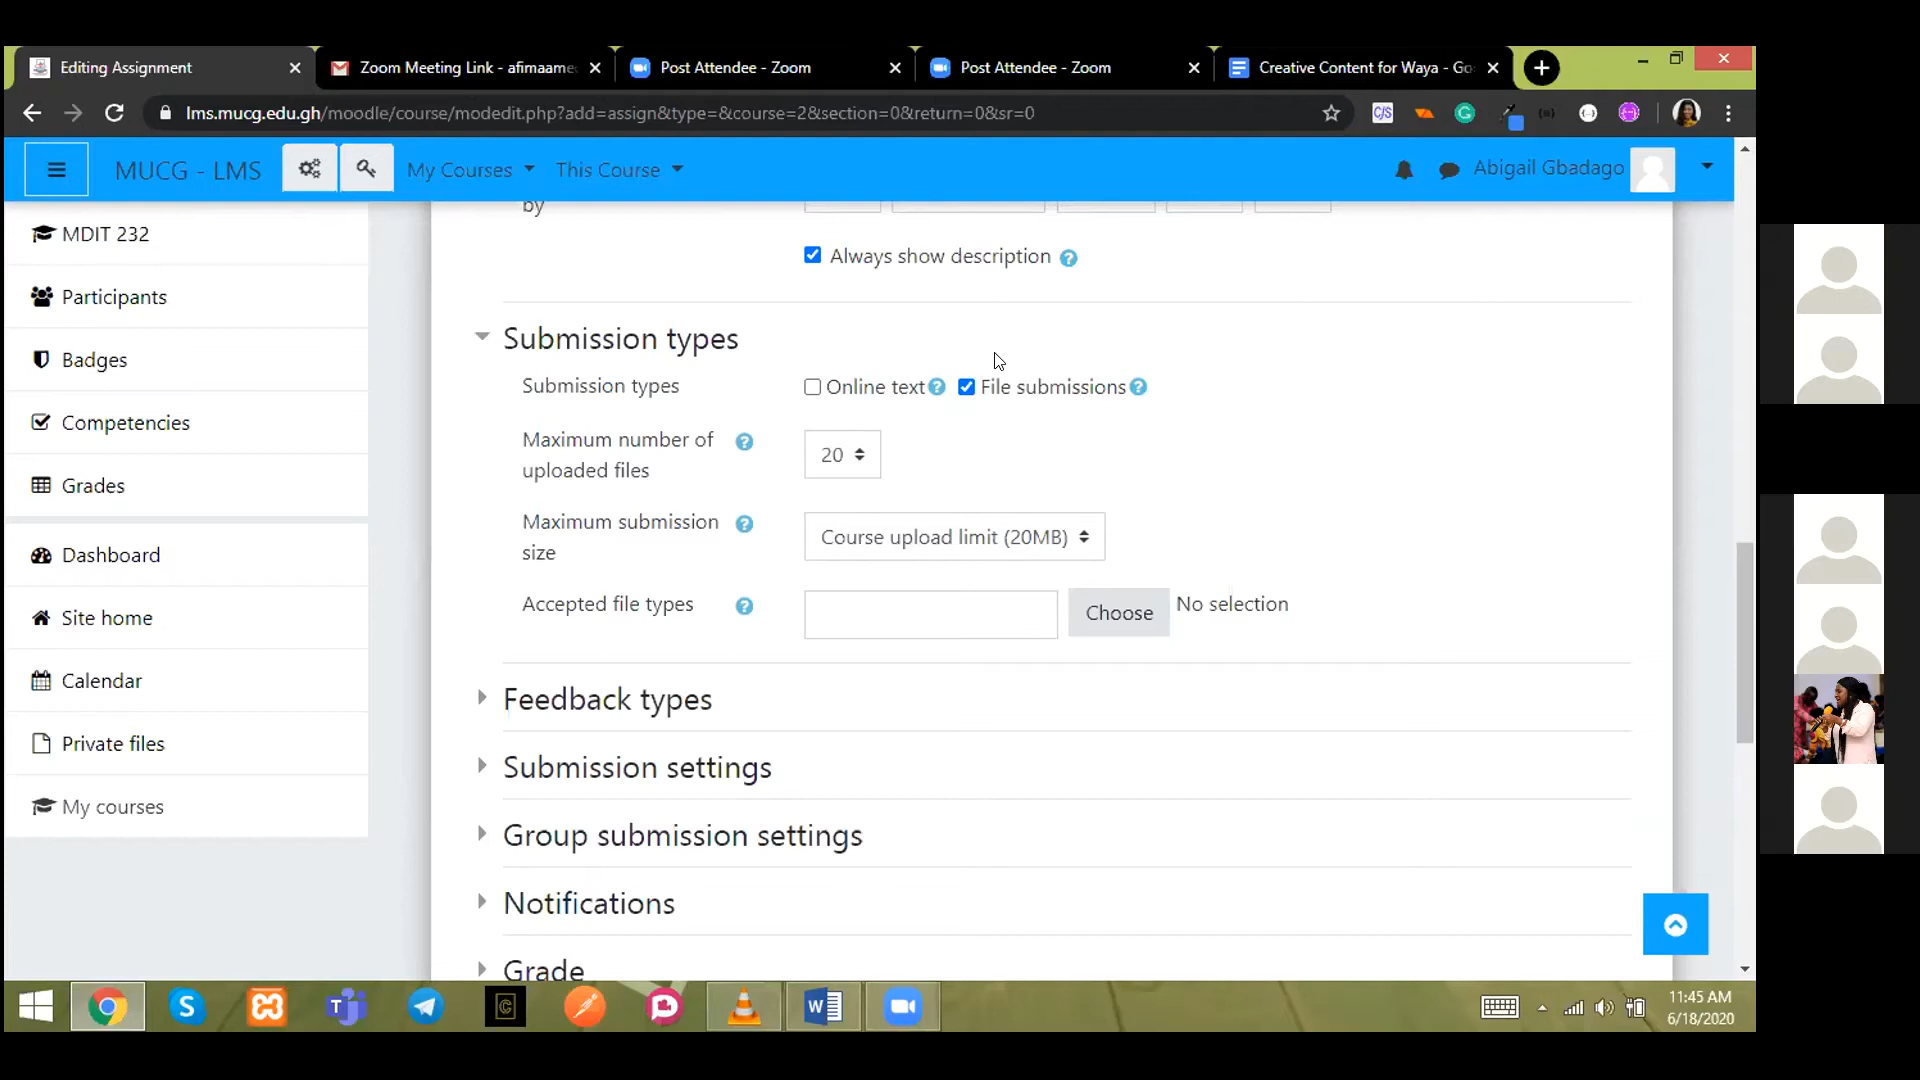 Editing Assignment
Zoom Meeting Link - afimaame
Post Attendee - Zoom
Post Attendee - Zoom
Creative Content for Waya - Go
lms.mucg.edu.gh/moodle/course/modedit.php?add=assign&type=&course=2&section=0&return=0&sr=0
MUCG - LMS
My Courses
This Course
Abigail Gbadago
MDIT 232
Participants
Badges
Competencies
Grades
Dashboard
Site home
Calendar
Private files
My courses
by
Always show description
Submission types
Submission types
Online text
File submissions
Maximum number of
uploaded files
20
Maximum submission
size
Course upload limit (20MB)
Accepted file types
Choose
No selection
Feedback types
Submission settings
Group submission settings
Notifications
Grade
11:45 AM
6/18/2020